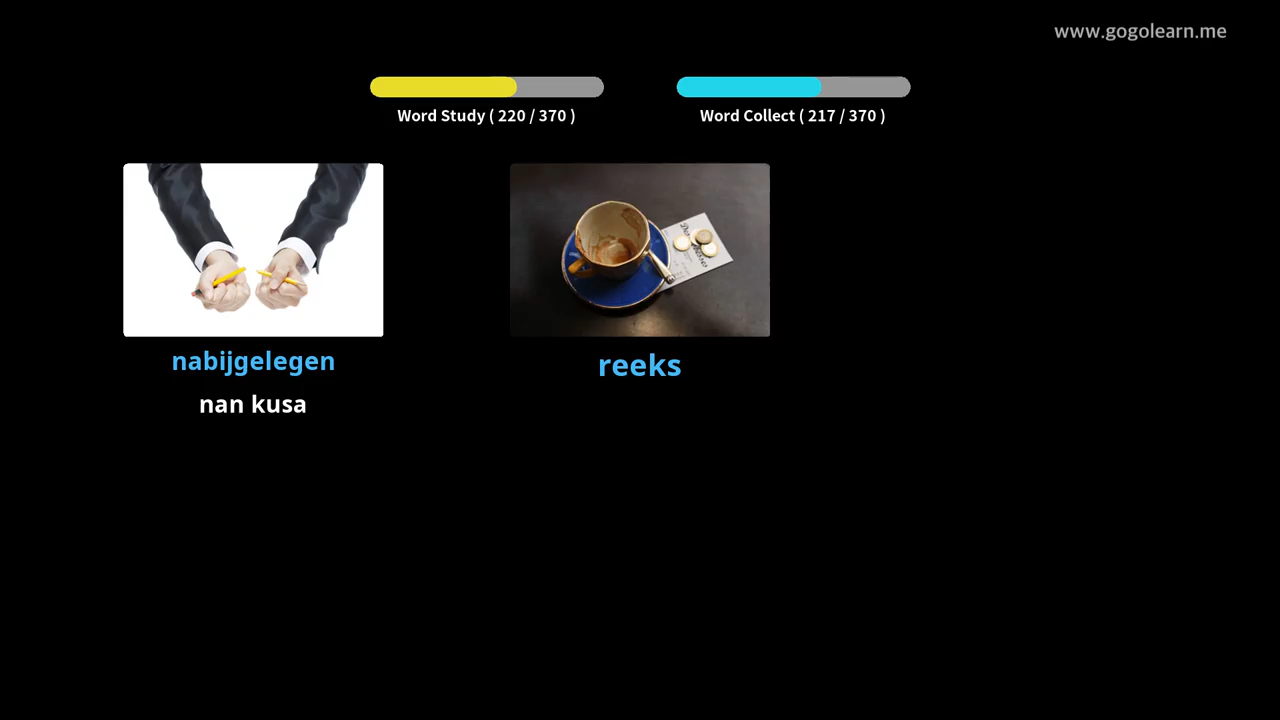 www.gogolearn.me
Word Study ( 220 / 370 )
Word Collect ( 217 / 370 )
nabijgelegen
nan kusa
reeks